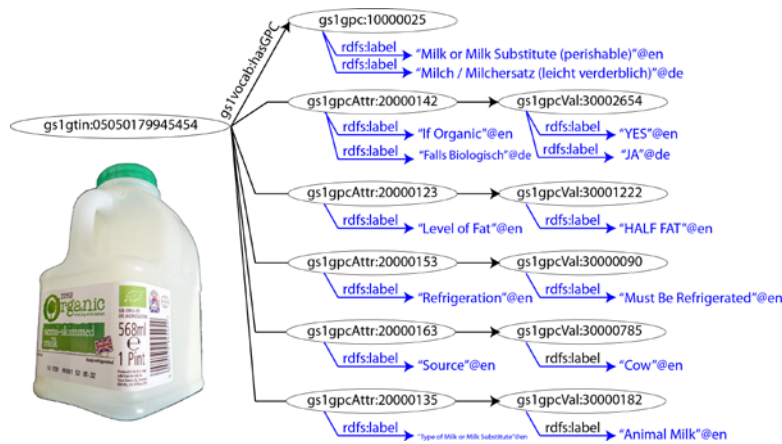 gs1gpc:10000025
gs1vocab:hasGPC
rdfs:label
"Milk or Milk Substitute (perishable)"@en
rdfs:label
"Milch / Milchersatz (leicht verderblich)"@de
gs1gtin:05050179945454
gs1gpcAttr:20000142
gs1gpcVal:30002654
rdfs:label
"If Organic"@en
rdfs:label
"YES"@en
rdfs:label
"Falls Biologisch"@de
rdfs:label
"JA"@de
gs1gpcAttr:20000123
gs1gpcVal:30001222
rdfs:label
"Level of Fat"@en
rdfs:label
"HALF FAT"@en
gs1gpcAttr:20000153
gs1gpcVal:30000090
rdfs:label
"Refrigeration"@en
rdfs:label
"Must Be Refrigerated"@en
gs1gpcAttr:20000163
gs1gpcVal:30000785
rdfs:label
"Source"@en
rdfs:label
"Cow"@en
gs1gpcAttr:20000135
gs1gpcVal:30000182
rdfs:label
"Type of Milk or Milk Substitute"@en
rdfs:label
"Animal Milk"@en
organic
semi-skimmed
milk
568ml
e
1 Pint